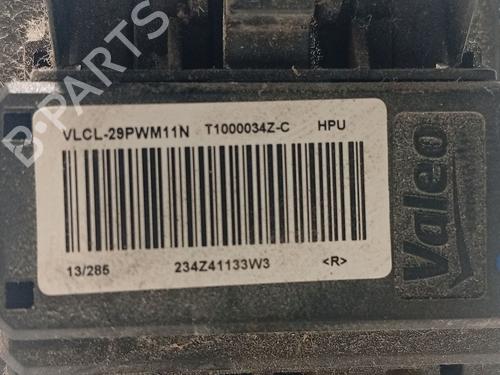 VLCL-29PWM11N T1000034Z-C HPU
13/285 234Z41133W3 <R>
Valeo
B-PARTS